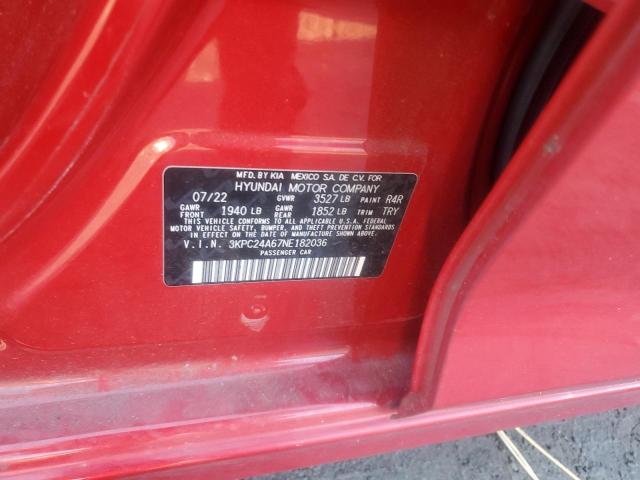 MFD. BY KIA MEXICO S.A. DE C.V. FOR
HYUNDAI MOTOR COMPANY
07/22 GVWR 3527 LB PAINT R4R
GAWR FRONT 1940 LB GAWR REAR 1852 LB TRIM TRY
THIS VEHICLE CONFORMS TO ALL APPLICABLE U.S.A. FEDERAL
MOTOR VEHICLE SAFETY, BUMPER, AND THEFT PREVENTION STANDARDS
IN EFFECT ON THE DATE OF MANUFACTURE SHOWN ABOVE.
V.I.N. 3KPC24A67NE182036
PASSENGER CAR